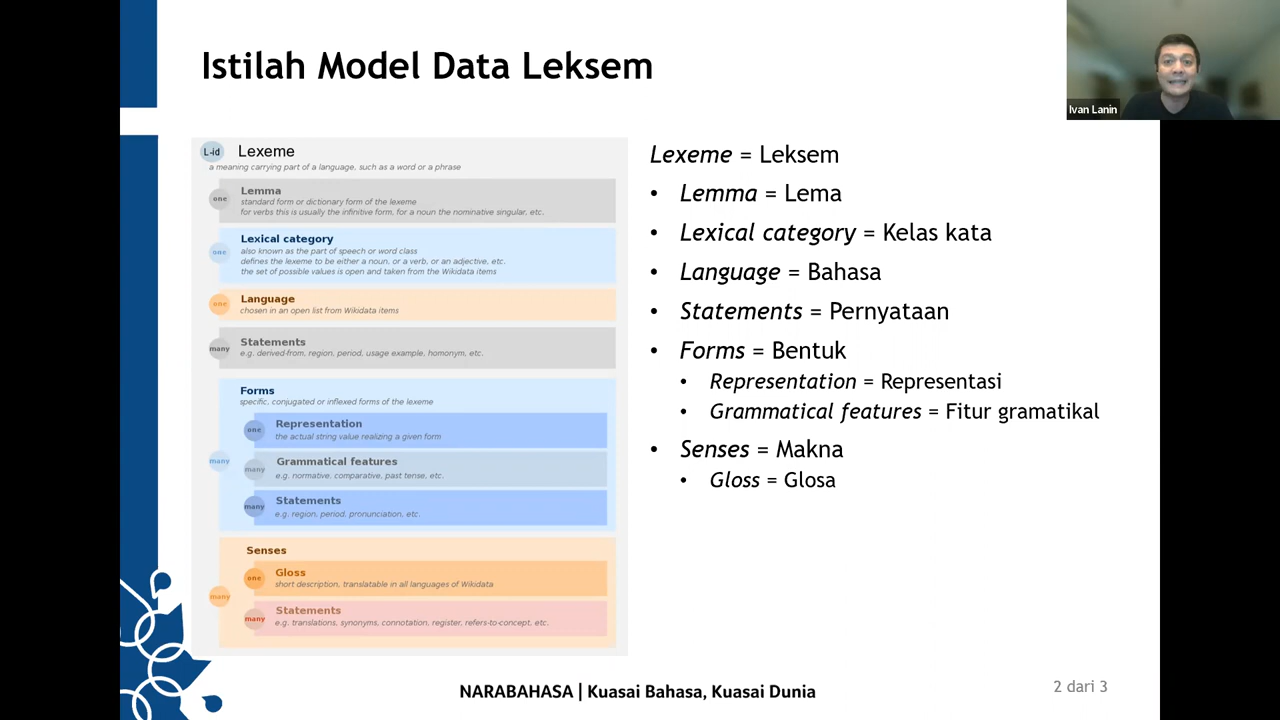 Istilah Model Data Leksem
Ivan Lanin
L-id Lexeme
a meaning carrying part of a language, such as a word or a phrase
one
Lemma
standard form or dictionary form of the lexeme
for verbs this is usually the infinitive form, for a noun the nominative singular, etc.
one
Lexical category
also known as the part of speech or word class
defines the lexeme to be either a noun, or a verb, or an adjective, etc.
the set of possible values is open and taken from the Wikidata items
one
Language
chosen in an open list from Wikidata items
many
Statements
e.g. derived-from, region, period, usage example, homonym, etc.
many
Forms
specific, conjugated or inflexed forms of the lexeme
one
Representation
the actual string value realizing a given form
many
Grammatical features
e.g. normative, comparative, past tense, etc.
many
Statements
e.g. region, period, pronunciation, etc.
many
Senses
one
Gloss
short description, translatable in all languages of Wikidata
many
Statements
e.g. translations, synonyms, connotation, register, refers-to-concept, etc.
Lexeme = Leksem
• Lemma = Lema
• Lexical category = Kelas kata
• Language = Bahasa
• Statements = Pernyataan
• Forms = Bentuk
• Representation = Representasi
• Grammatical features = Fitur gramatikal
• Senses = Makna
• Gloss = Glosa
NARABAHASA | Kuasai Bahasa, Kuasai Dunia
2 dari 3